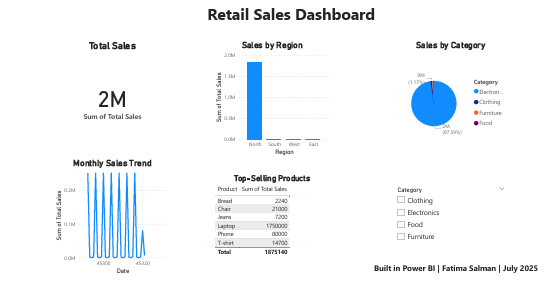 Retail Sales Dashboard
Total Sales
2M
Sum of Total Sales
Sales by Region
Sum of Total Sales
2.0M
1.5M
1.0M
0.5M
0.0M
North South West East
Region
Sales by Category
0M
(1.17%)
2M
(97.59%)
Category
Electron...
Clothing
Furniture
Food
Monthly Sales Trend
Sum of Total Sales
0.2M
0.1M
0.0M
45300 45320
Date
Top-Selling Products
Product Sum of Total Sales
Bread 2240
Chair 21000
Jeans 7200
Laptop 1750000
Phone 80000
T-shirt 14700
Total 1875140
Category
Clothing
Electronics
Food
Furniture
Built in Power BI | Fatima Salman | July 2025